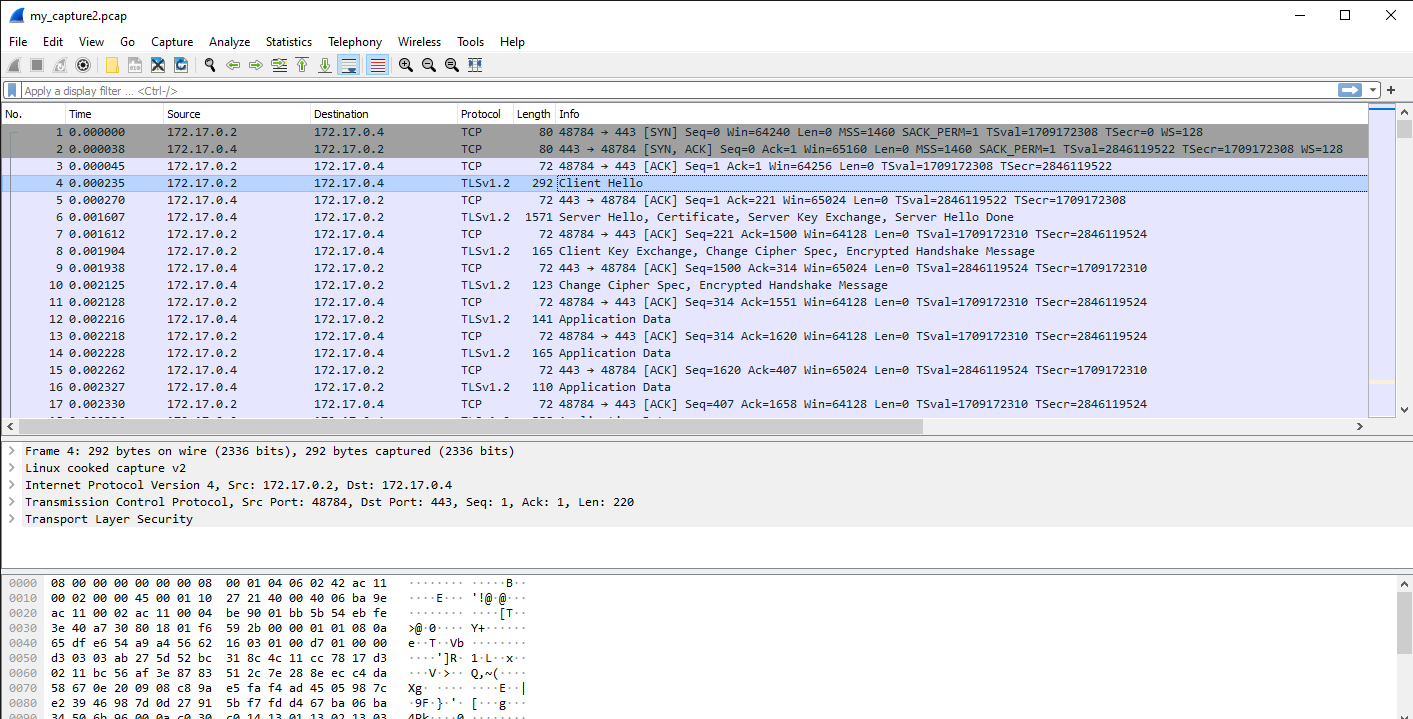 my_capture2.pcap
File Edit View Go Capture Analyze Statistics Telephony Wireless Tools Help
Apply a display filter ... <Ctrl-/>
No. Time Source Destination Protocol Length Info
1 0.000000 172.17.0.2 172.17.0.4 TCP 80 48784 → 443 [SYN] Seq=0 Win=64240 Len=0 MSS=1460 SACK_PERM=1 TSval=1709172308 TSecr=0 WS=128
2 0.000038 172.17.0.4 172.17.0.2 TCP 80 443 → 48784 [SYN, ACK] Seq=0 Ack=1 Win=65160 Len=0 MSS=1460 SACK_PERM=1 TSval=2846119522 TSecr=1709172308 WS=128
3 0.000045 172.17.0.2 172.17.0.4 TCP 72 48784 → 443 [ACK] Seq=1 Ack=1 Win=64256 Len=0 TSval=1709172308 TSecr=2846119522
4 0.000235 172.17.0.2 172.17.0.4 TLSv1.2 292 Client Hello
5 0.000270 172.17.0.4 172.17.0.2 TCP 72 443 → 48784 [ACK] Seq=1 Ack=221 Win=65024 Len=0 TSval=2846119522 TSecr=1709172308
6 0.001607 172.17.0.4 172.17.0.2 TLSv1.2 1571 Server Hello, Certificate, Server Key Exchange, Server Hello Done
7 0.001612 172.17.0.2 172.17.0.4 TCP 72 48784 → 443 [ACK] Seq=221 Ack=1500 Win=64128 Len=0 TSval=1709172310 TSecr=2846119524
8 0.001904 172.17.0.2 172.17.0.4 TLSv1.2 165 Client Key Exchange, Change Cipher Spec, Encrypted Handshake Message
9 0.001938 172.17.0.4 172.17.0.2 TCP 72 443 → 48784 [ACK] Seq=1500 Ack=314 Win=65024 Len=0 TSval=2846119524 TSecr=1709172310
10 0.002125 172.17.0.4 172.17.0.2 TLSv1.2 123 Change Cipher Spec, Encrypted Handshake Message
11 0.002128 172.17.0.2 172.17.0.4 TCP 72 48784 → 443 [ACK] Seq=314 Ack=1551 Win=64128 Len=0 TSval=1709172310 TSecr=2846119524
12 0.002216 172.17.0.4 172.17.0.2 TLSv1.2 141 Application Data
13 0.002218 172.17.0.2 172.17.0.4 TCP 72 48784 → 443 [ACK] Seq=314 Ack=1620 Win=64128 Len=0 TSval=1709172310 TSecr=2846119524
14 0.002228 172.17.0.2 172.17.0.4 TLSv1.2 165 Application Data
15 0.002262 172.17.0.4 172.17.0.2 TCP 72 443 → 48784 [ACK] Seq=1620 Ack=407 Win=65024 Len=0 TSval=2846119524 TSecr=1709172310
16 0.002327 172.17.0.4 172.17.0.2 TLSv1.2 110 Application Data
17 0.002330 172.17.0.2 172.17.0.4 TCP 72 48784 → 443 [ACK] Seq=407 Ack=1658 Win=64128 Len=0 TSval=1709172310 TSecr=2846119524
Frame 4: 292 bytes on wire (2336 bits), 292 bytes captured (2336 bits)
Linux cooked capture v2
Internet Protocol Version 4, Src: 172.17.0.2, Dst: 172.17.0.4
Transmission Control Protocol, Src Port: 48784, Dst Port: 443, Seq: 1, Ack: 1, Len: 220
Transport Layer Security
0000 08 00 00 00 00 00 00 08 00 01 04 06 02 42 ac 11 ········ ·····B··
0010 00 02 00 00 45 00 01 10 27 21 40 00 40 06 ba 9e ····E··· '!@·@···
0020 ac 11 00 02 ac 11 00 04 be 90 01 bb 5b 54 eb fe ········ ····[T··
0030 3e 40 a7 30 80 18 01 f6 59 2b 00 00 01 01 08 0a >@·0···· Y+······
0040 65 df e6 54 a9 a4 56 62 16 03 01 00 d7 01 00 00 e··T··Vb ········
0050 d3 03 03 ab 27 5d 52 bc 31 8c 4c 11 cc 78 17 d3 ····']R· 1·L··x··
0060 02 11 bc 56 af 3e 87 83 51 2c 7e 28 8e ec c4 da ···V·>·· Q,~(····
0070 58 67 0e 20 09 08 c8 9a e5 fa f4 ad 45 05 98 7c Xg· ···· ····E··|
0080 e2 39 46 98 7d 0d 27 91 5b f7 fd d4 67 ba 06 ba ·9F·}·'· [···g···
0090 34 50 6b 96 00 0a c0 30 c0 14 13 01 13 02 13 03 4Pk····0 ········